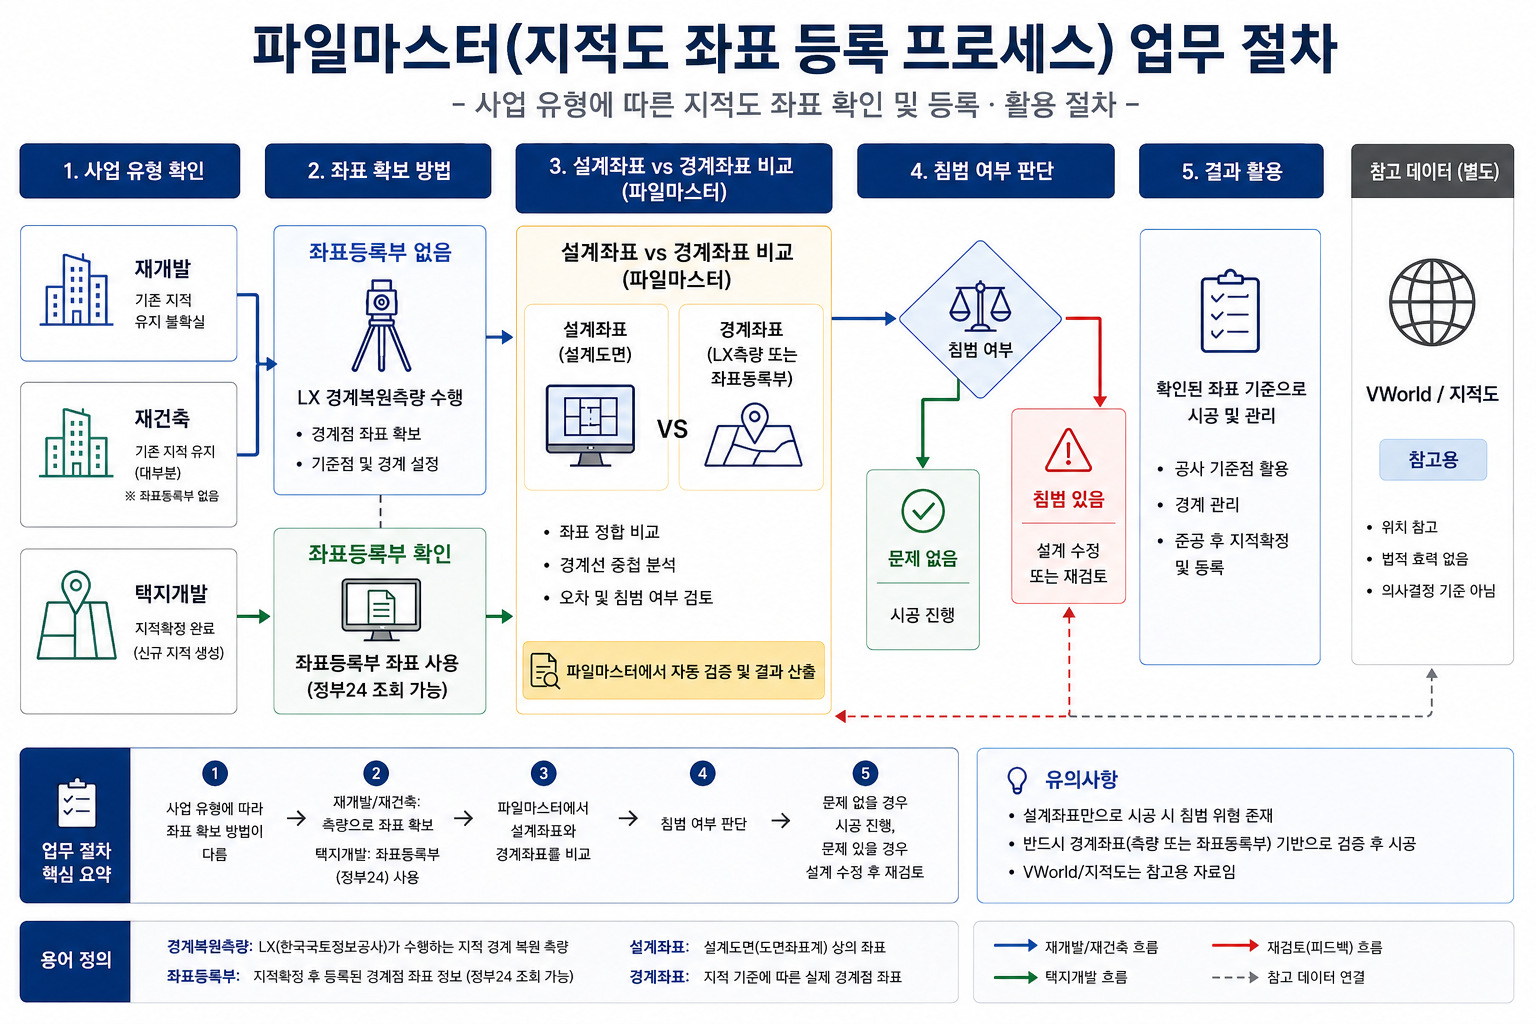 파일마스터(지적도 좌표 등록 프로세스) 업무 절차
– 사업 유형에 따른 지적도 좌표 확인 및 등록 · 활용 절차 –
1. 사업 유형 확인
재개발
기존 지적
유지 불확실
재건축
기존 지적 유지
(대부분)
※ 좌표등록부 없음
택지개발
지적확정 완료
(신규 지적 생성)
2. 좌표 확보 방법
좌표등록부 없음
LX 경계복원측량 수행
• 경계점 좌표 확보
• 기준점 및 경계 설정
좌표등록부 확인
좌표등록부 좌표 사용
(정부24 조회 가능)
3. 설계좌표 vs 경계좌표 비교
(파일마스터)
설계좌표 vs 경계좌표 비교
(파일마스터)
설계좌표
(설계도면)
VS
경계좌표
(LX측량 또는
좌표동록부)
• 좌표 정합 비교
• 경계선 중첩 분석
• 오차 및 침범 여부 검토
파일마스터에서 자동 검증 및 결과 산출
4. 침범 여부 판단
침범 여부
문제 없음
시공 진행
침범 있음
설계 수정
또는 재검토
5. 결과 활용
확인된 좌표 기준으로
시공 및 관리
• 공사 기준점 활용
• 경계 관리
• 준공 후 지적확정
및 등록
참고 데이터 (별도)
VWorld / 지적도
참고용
• 위치 참고
• 법적 효력 없음
• 의사결정 기준 아님
업무 절차
핵심 요약
1
사업 유형에 따라
좌표 확보 방법이
다름
→
2
재개발/재건축:
측량으로 좌표 확보
택지개발: 좌표등록부
(정부24) 사용
→
3
파일마스터에서
설계좌표와
경계좌표를 비교
→
4
침범 여부 판단
→
5
문제 없을 경우
시공 진행,
문제 있을 경우
설계 수정 후 재검토
유의사항
• 설계좌표만으로 시공 시 침범 위험 존재
• 반드시 경계좌표(측량 또는 좌표동록부) 기반으로 검증 후 시공
• VWorld/지적도는 참고용 자료임
용어 정의
경계복원측량: LX(한국국토정보공사)가 수행하는 지적 경계 복원 측량
좌표등록부: 지적확정 후 등록된 경계점 좌표 정보 (정부24 조회 가능)
설계좌표: 설계도면(도면좌표계) 상의 좌표
경계좌표: 지적 기준에 따른 실제 경계점 좌표
재개발/재건축 흐름
택지개발 흐름
재검토(피드백) 흐름
참고 데이터 연결